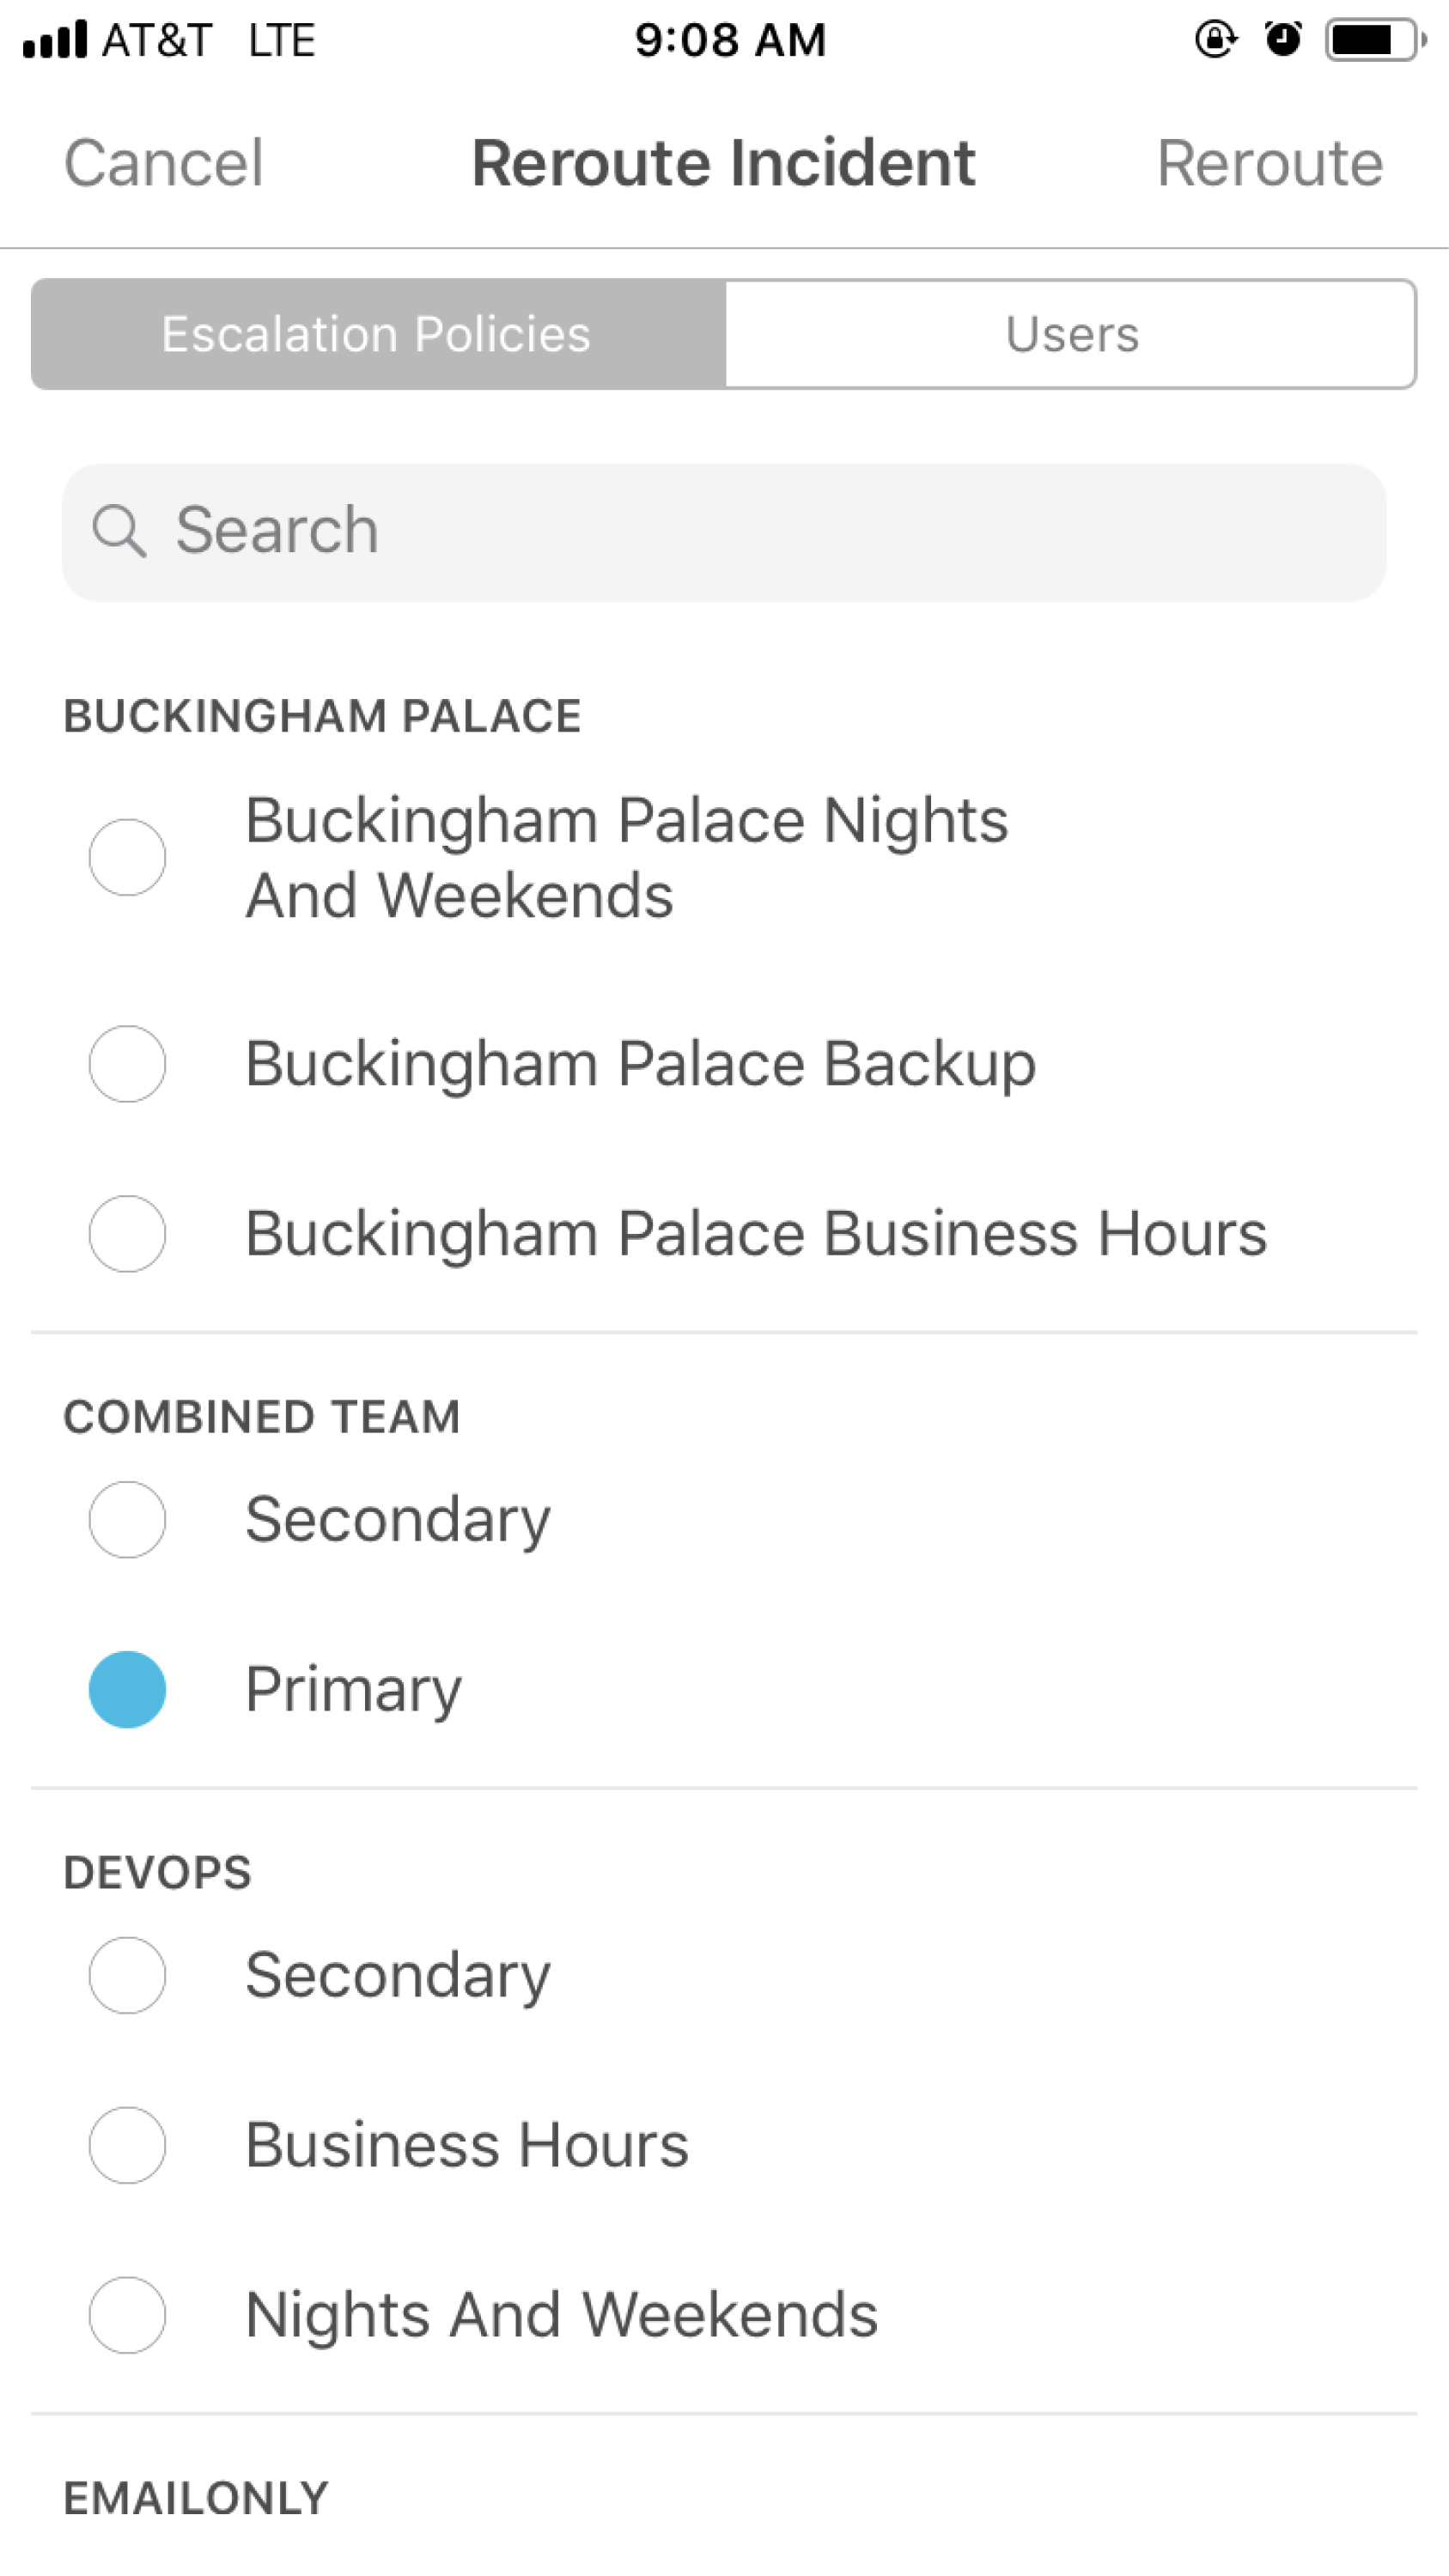 AT&T LTE 9:08 AM
Cancel Reroute Incident Reroute
Escalation Policies Users
Search
BUCKINGHAM PALACE
Buckingham Palace Nights
And Weekends
Buckingham Palace Backup
Buckingham Palace Business Hours
COMBINED TEAM
Secondary
Primary
DEVOPS
Secondary
Business Hours
Nights And Weekends
EMAILONLY